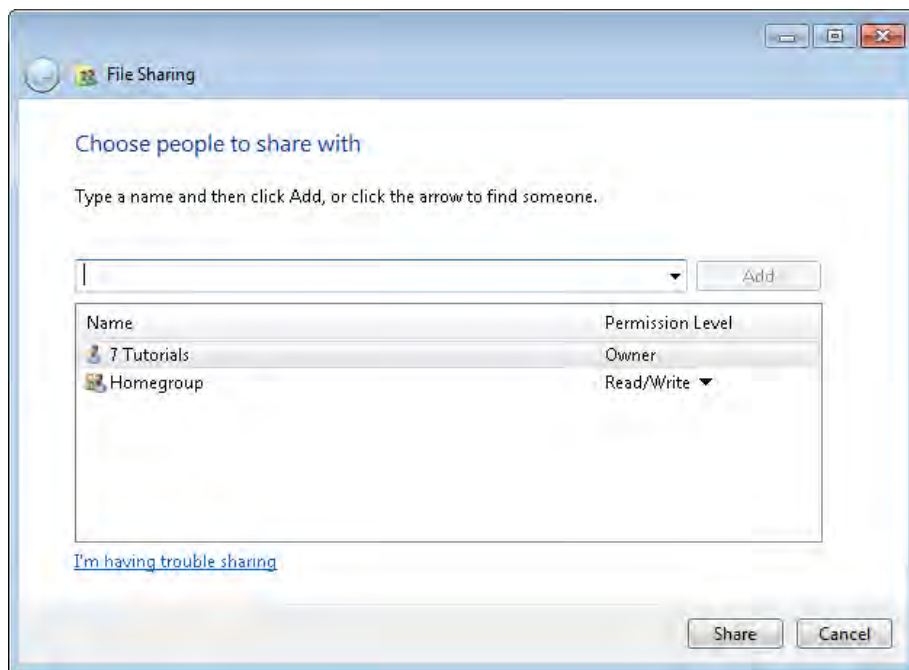 File Sharing
Choose people to share with
Type a name and then click Add, or click the arrow to find someone.
Add
Name Permission Level
7 Tutorials Owner
Homegroup Read/Write
I'm having trouble sharing
Share Cancel